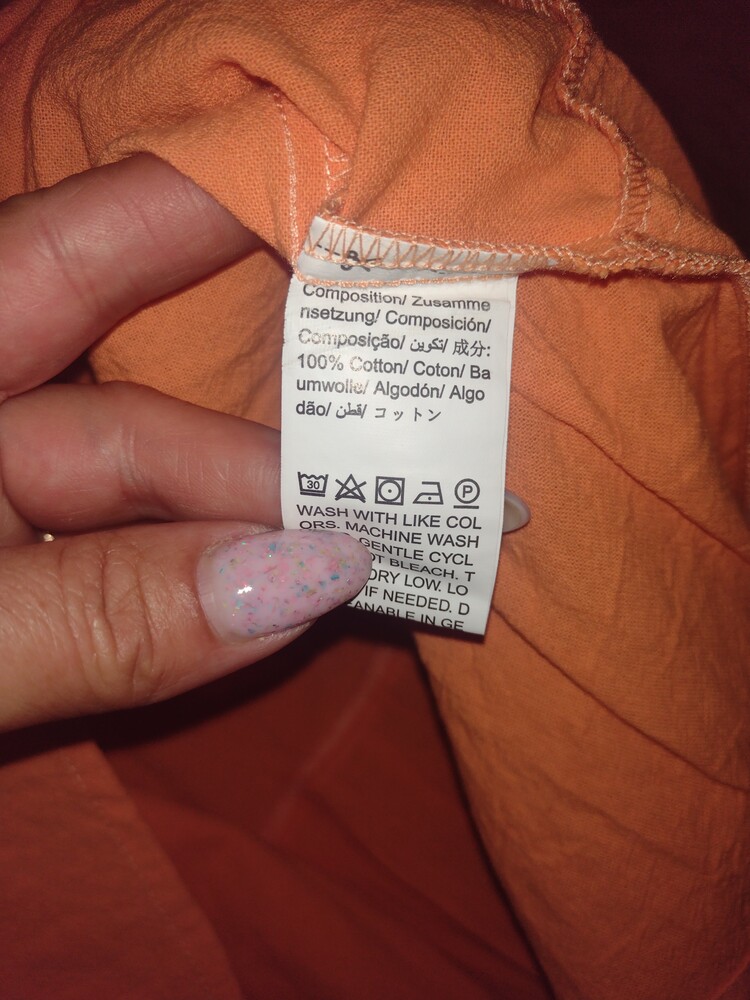 Composition/ Zusamme
nsetzung/ Composición/
Composição/ تكوين/ 成分:
100% Cotton/ Coton/ Ba
umwolle/ Algodón/ Algo
dão/ قطن/ コットン
30
P
WASH WITH LIKE COL
ORS. MACHINE WASH
GENTLE CYCL
BLEACH. T
DRY LOW. LO
IF NEEDED. D
IN GE